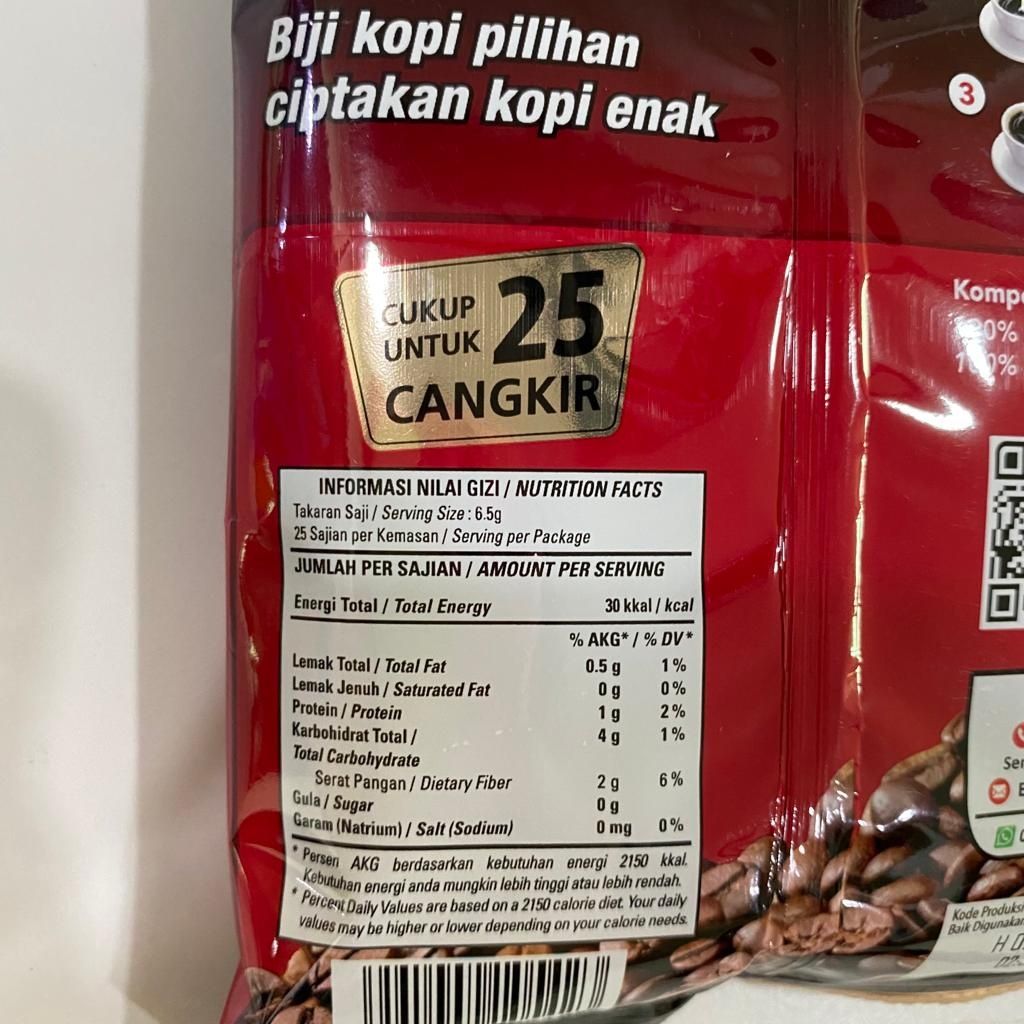 Biji kopi pilihan
ciptakan kopi enak
3
CUKUP
UNTUK 25
CANGKIR
INFORMASI NILAI GIZI / NUTRITION FACTS
Takaran Saji / Serving Size : 6.5g
25 Sajian per Kemasan / Serving per Package
JUMLAH PER SAJIAN / AMOUNT PER SERVING
Energi Total / Total Energy 30 kkal / kcal
% AKG* / % DV*
Lemak Total / Total Fat 0.5 g 1%
Lemak Jenuh / Saturated Fat 0 g 0%
Protein / Protein 1 g 2%
Karbohidrat Total / 4 g 1%
Total Carbohydrate
Serat Pangan / Dietary Fiber 2 g 6%
Gula / Sugar 0 g
Garam (Natrium) / Salt (Sodium) 0 mg 0%
* Persen AKG berdasarkan kebutuhan energi 2150 kkal.
Kebutuhan energi anda mungkin lebih tinggi atau lebih rendah.
* Percent Daily Values are based on a 2150 calorie diet. Your daily
values may be higher or lower depending on your calorie needs.
Kode Produksi
Baik Digunakan